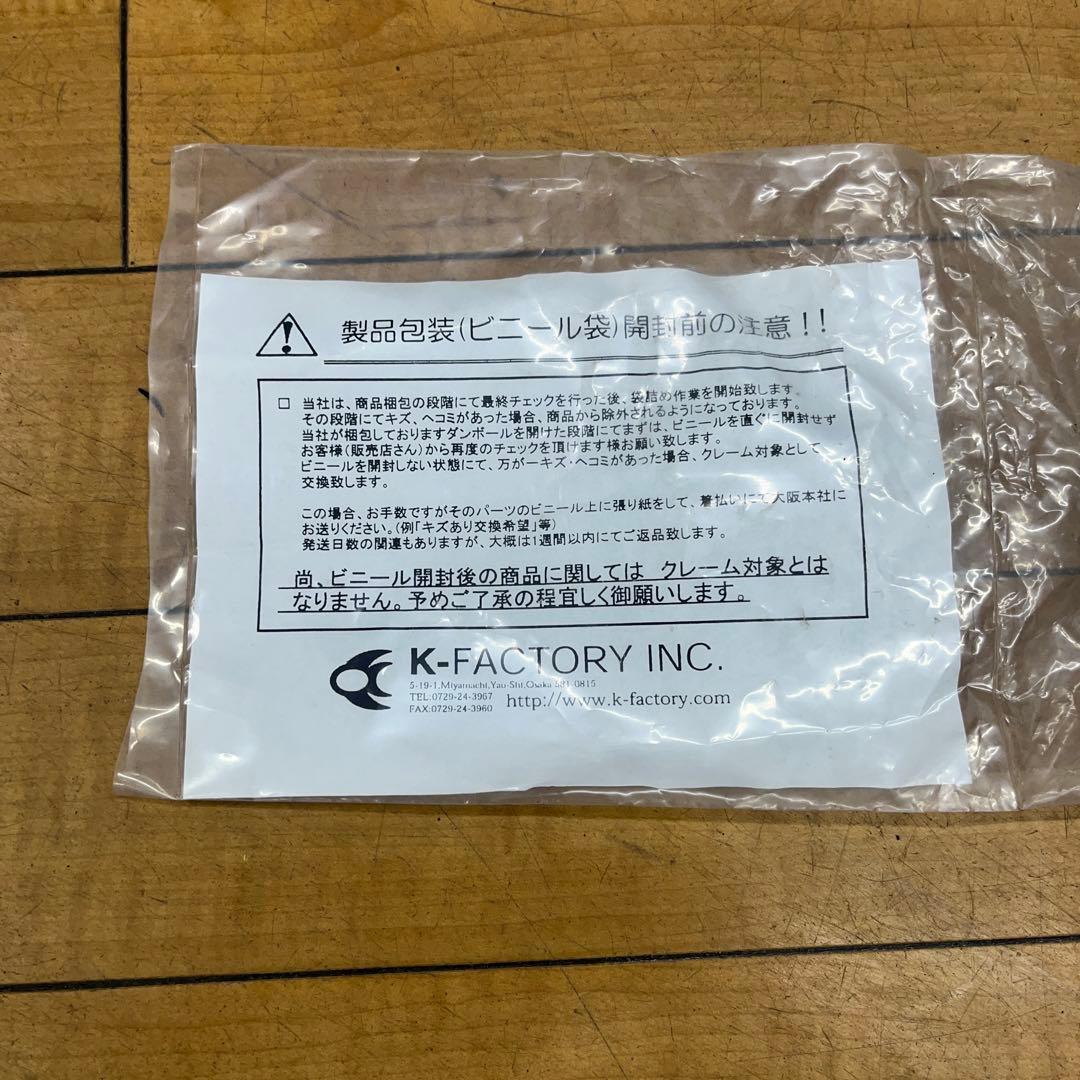 製品包装(ビニール袋)開封前の注意!!
□ 当社は、商品梱包の段階にて最終チェックを行った後、袋詰め作業を開始致します。
その段階にてキズ、ヘコミがあった場合、商品から除外されるようになっております。
当社が梱包しておりますダンボールを開けた段階にてまずは、ビニールを直ぐに開封せず
お客様(販売店さん)から再度のチェックを頂けます様お願い致します。
ビニールを開封しない状態にて、万が一キズ・ヘコミがあった場合、クレーム対象として
交換致します。
この場合、お手数ですがそのパーツのビニール上に張り紙をして、着払いにて大阪本社に
お送りください。(例「キズあり交換希望」等)
発送日数の関連もありますが、大概は1週間以内にてご返品致します。
尚、ビニール開封後の商品に関しては クレーム対象とは
なりません。予めご了承の程宜しく御願いします。
K-FACTORY INC.
5-19-1,Miyamachi,Yau-Shi,Osaka 581-0815
TEL:0729-24-3967
FAX:0729-24-3960
http://www.k-factory.com